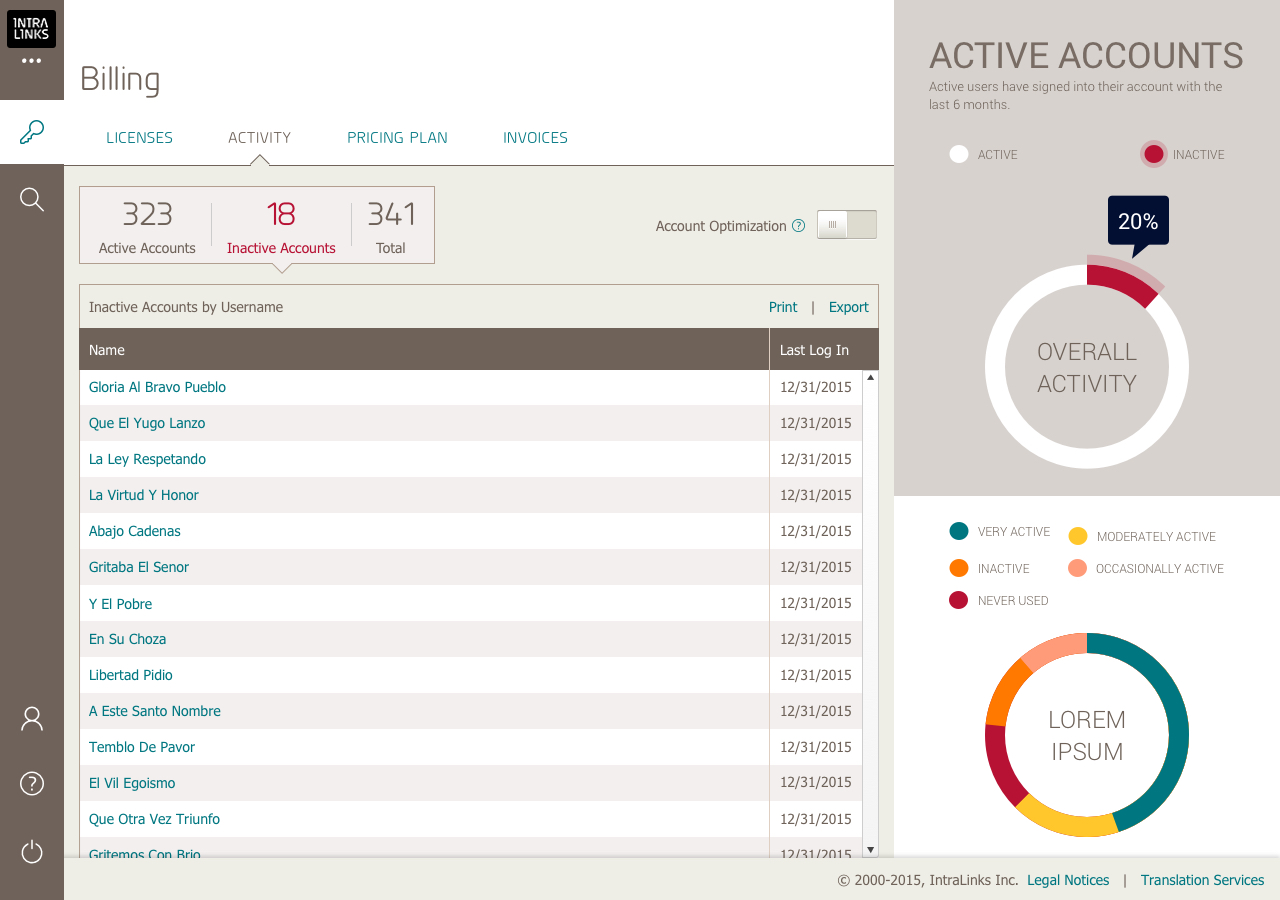 INTRA
LINKS
Billing
LICENSES
ACTIVITY
PRICING PLAN
INVOICES
323
Active Accounts
18
Inactive Accounts
341
Total
Account Optimization ?
Inactive Accounts by Username
Print | Export
Name
Last Log In
Gloria Al Bravo Pueblo 12/31/2015
Que El Yugo Lanzo 12/31/2015
La Ley Respetando 12/31/2015
La Virtud Y Honor 12/31/2015
Abajo Cadenas 12/31/2015
Gritaba El Senor 12/31/2015
Y El Pobre 12/31/2015
En Su Choza 12/31/2015
Libertad Pidio 12/31/2015
A Este Santo Nombre 12/31/2015
Temblo De Pavor 12/31/2015
El Vil Egoismo 12/31/2015
Que Otra Vez Triunfo 12/31/2015
Gritemos Con Brio 12/31/2015
ACTIVE ACCOUNTS
Active users have signed into their account with the
last 6 months.
ACTIVE
INACTIVE
20%
OVERALL
ACTIVITY
VERY ACTIVE
MODERATELY ACTIVE
INACTIVE
OCCASIONALLY ACTIVE
NEVER USED
LOREM
IPSUM
© 2000-2015, IntraLinks Inc. Legal Notices | Translation Services